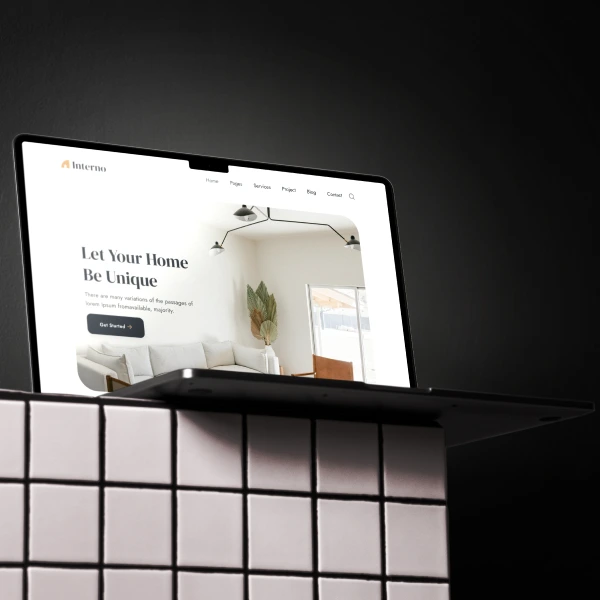 Interno
Home Pages Services Project Blog Contact
Let Your Home
Be Unique
There are many variations of the passages of
lorem Ipsum fromavailable, majority.
Get Started